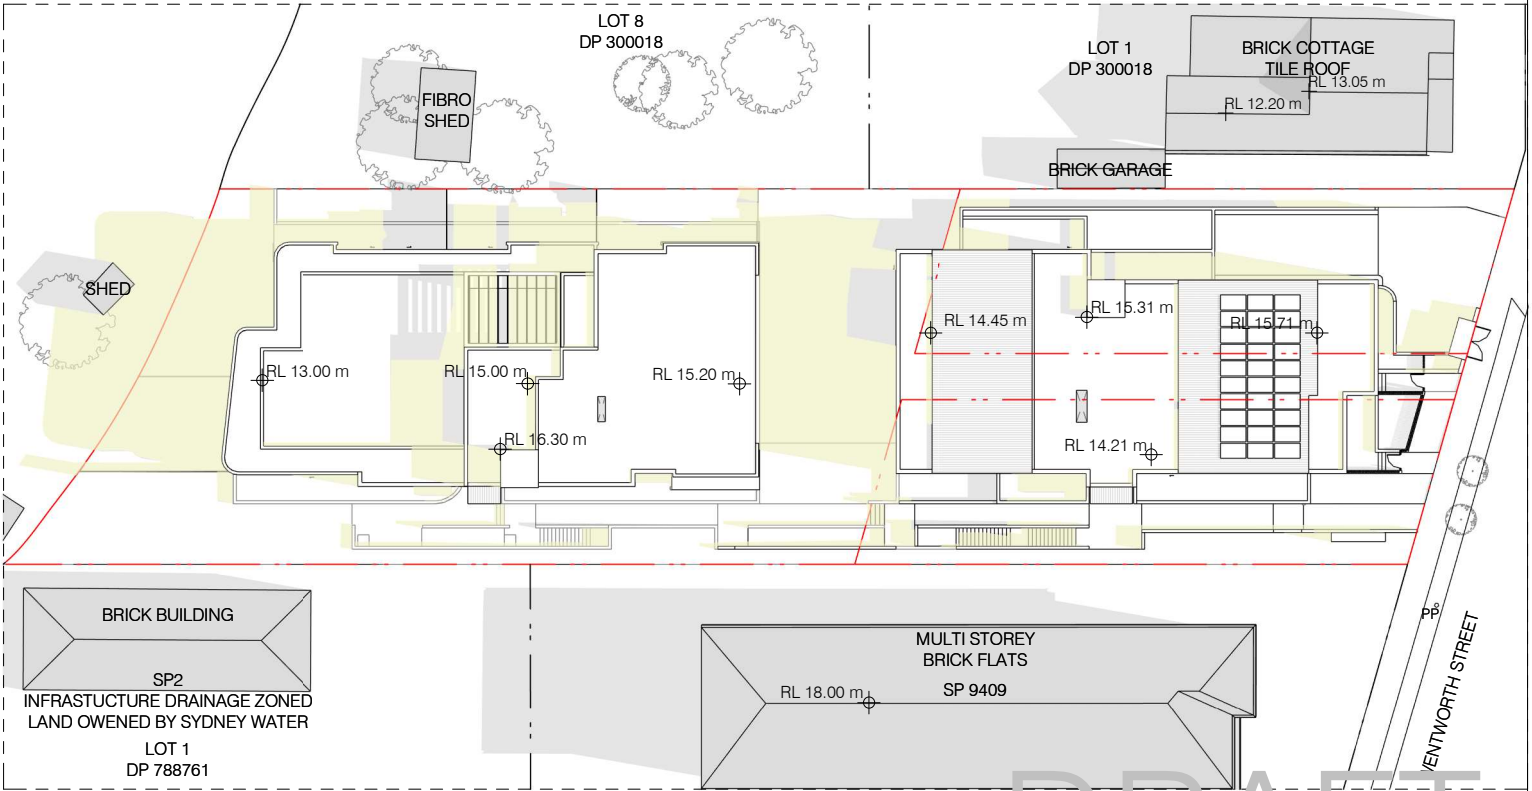 LOT 8
DP 300018
LOT 1
DP 300018
BRICK COTTAGE
TILE ROOF
RL 13.05 m
RL 12.20 m
FIBRO
SHED
BRICK GARAGE
SHED
RL 14.45 m
RL 15.31 m
RL 15.71 m
RL 13.00 m
RL 15.00 m
RL 15.20 m
RL 16.30 m
RL 14.21 m
BRICK BUILDING
SP2
INFRASTUCTURE DRAINAGE ZONED
LAND OWENED BY SYDNEY WATER
LOT 1
DP 788761
MULTI STOREY
BRICK FLATS
SP 9409
RL 18.00 m
PP
WENTWORTH STREET
DRAFT